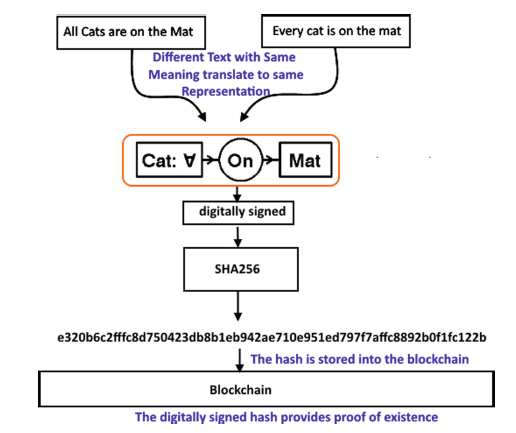 All Cats are on the Mat
Every cat is on the mat
Different Text with Same
Meaning translate to same
Representation
Cat: ∀
On
Mat
digitally signed
SHA256
e320b6c2fffc8d750423db8b1eb942ae710e951ed797f7affc8892b0f1fc122b
The hash is stored into the blockchain
Blockchain
The digitally signed hash provides proof of existence